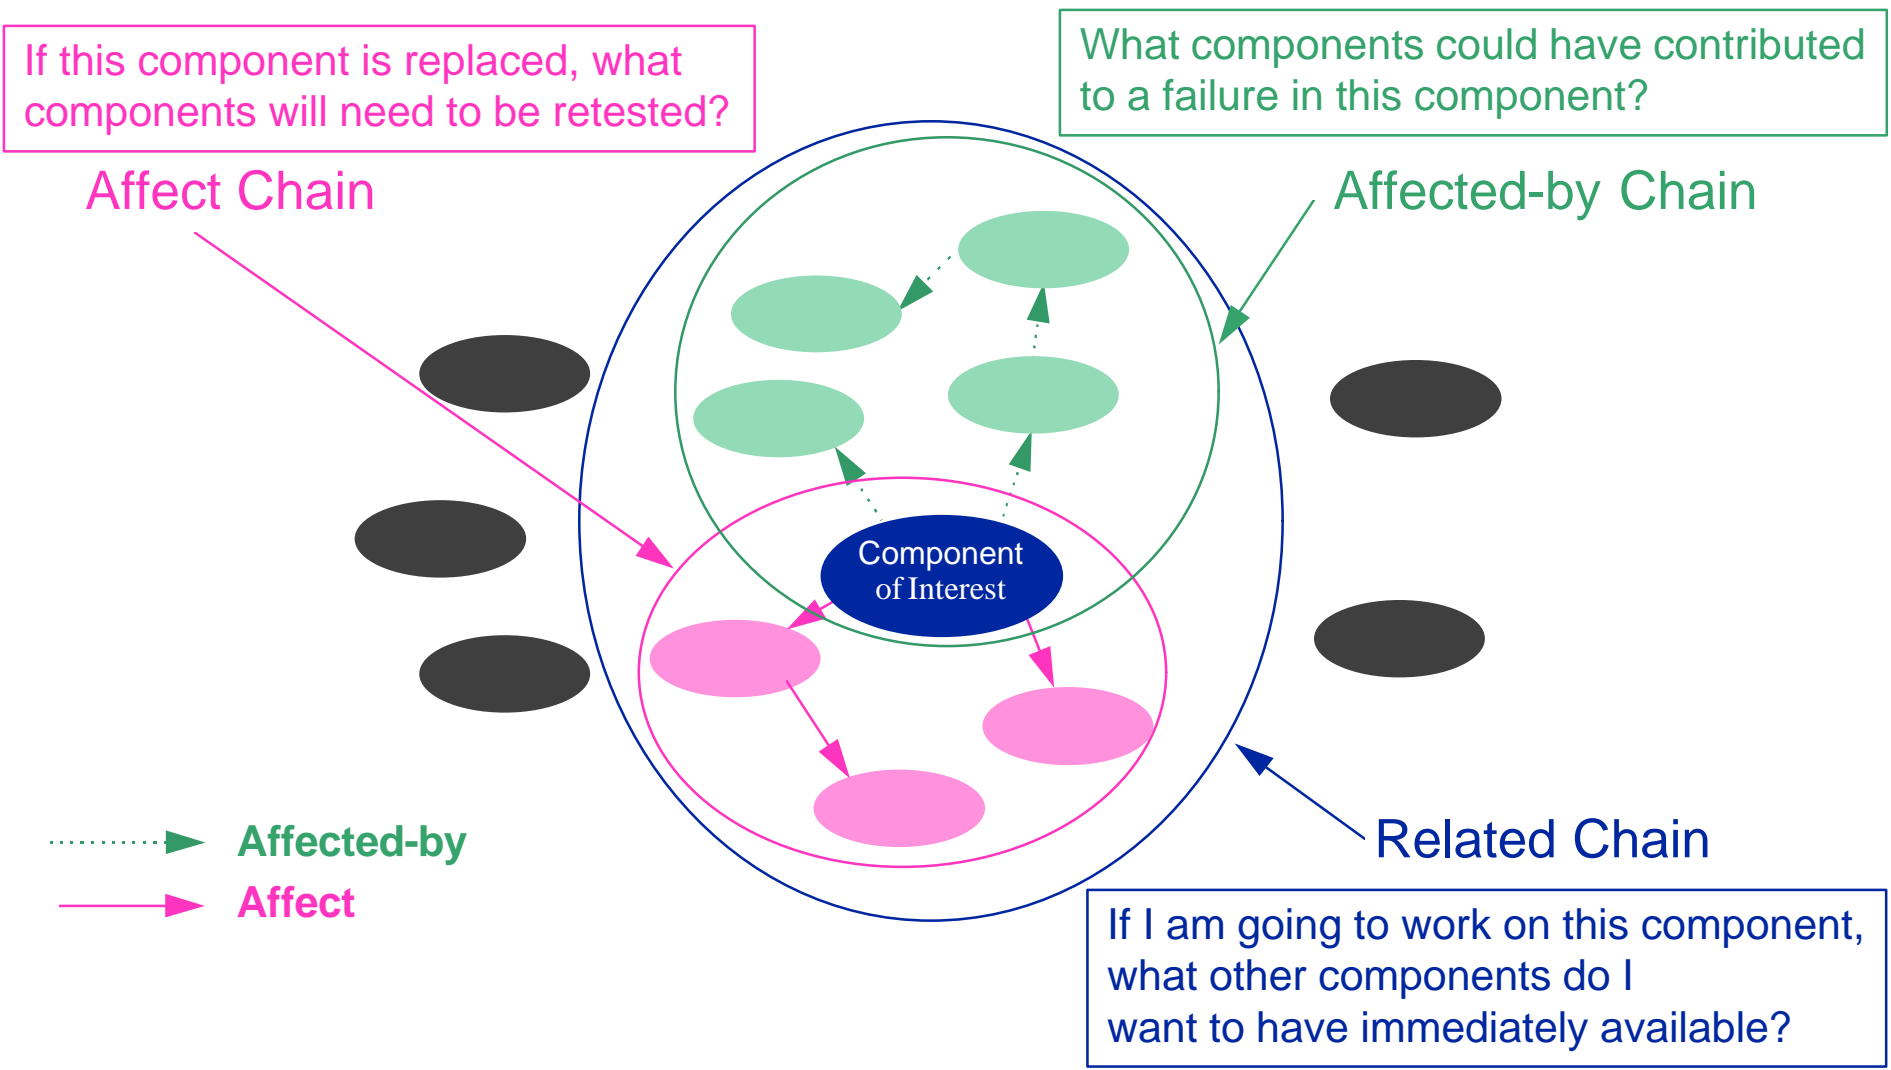 If this component is replaced, what
components will need to be retested?
What components could have contributed
to a failure in this component?
Affect Chain
Affected-by Chain
Component
of Interest
Affected-by
Affect
Related Chain
If I am going to work on this component,
what other components do I
want to have immediately available?